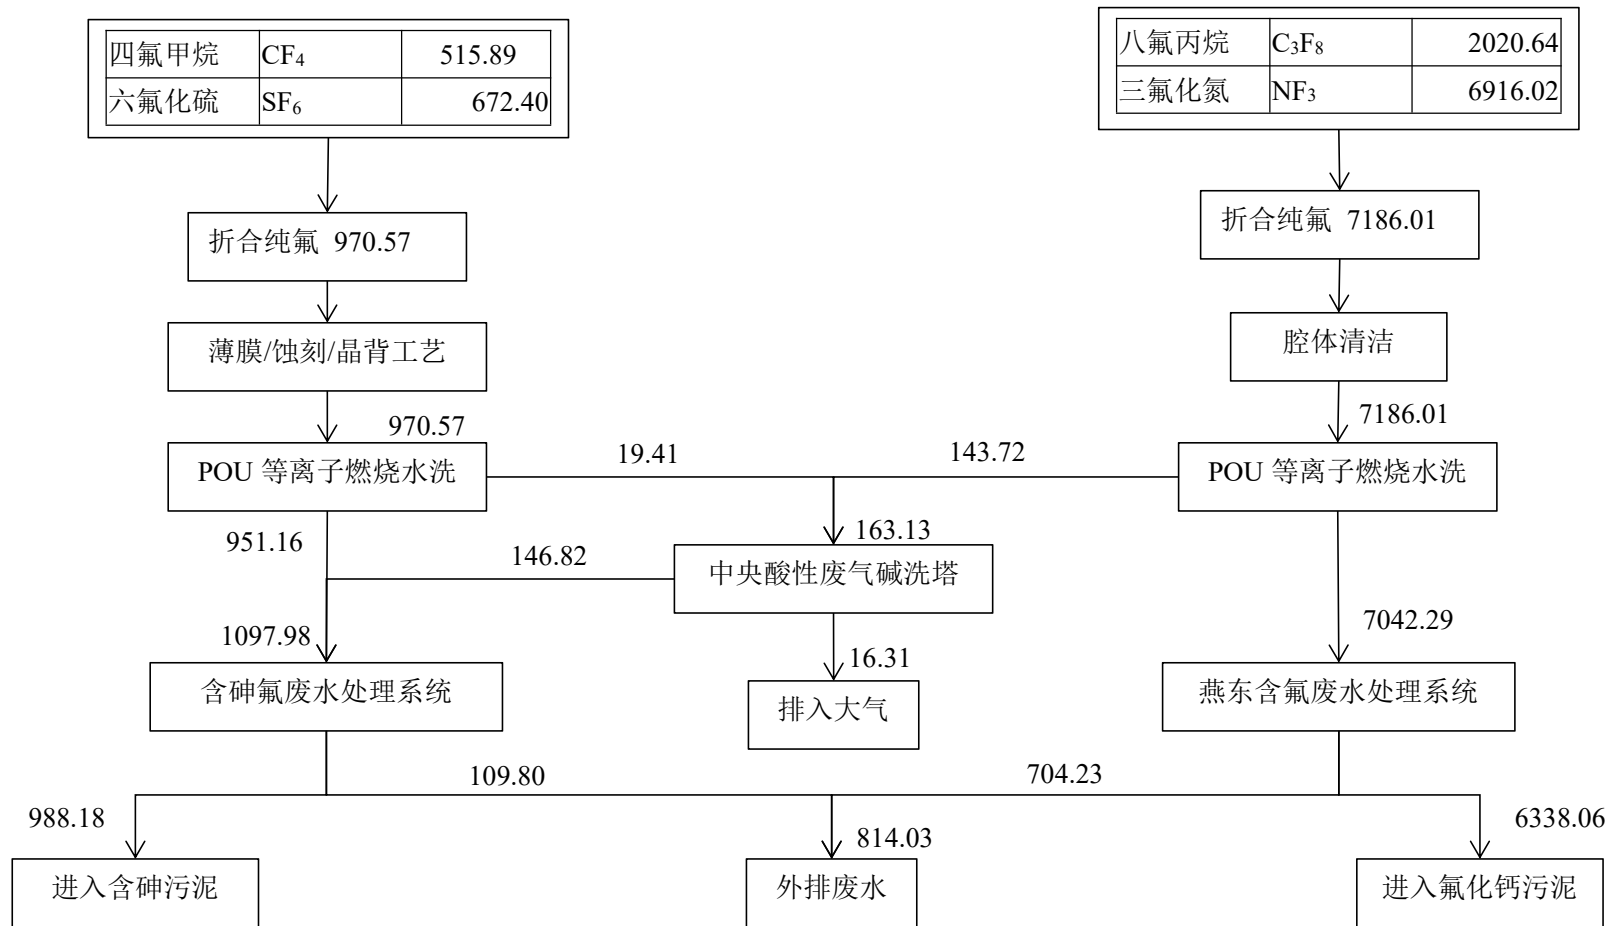 四氟甲烷 CF₄ 515.89
六氟化硫 SF₆ 672.40
八氟丙烷 C₃F₈ 2020.64
三氟化氮 NF₃ 6916.02
折合纯氟 970.57
折合纯氟 7186.01
薄膜/蚀刻/晶背工艺
腔体清洁
970.57
7186.01
POU 等离子燃烧水洗
19.41
143.72
POU 等离子燃烧水洗
951.16
146.82
163.13
中央酸性废气碱洗塔
1097.98
16.31
7042.29
含砷氟废水处理系统
排入大气
燕东含氟废水处理系统
109.80
704.23
988.18
814.03
6338.06
进入含砷污泥
外排废水
进入氟化钙污泥